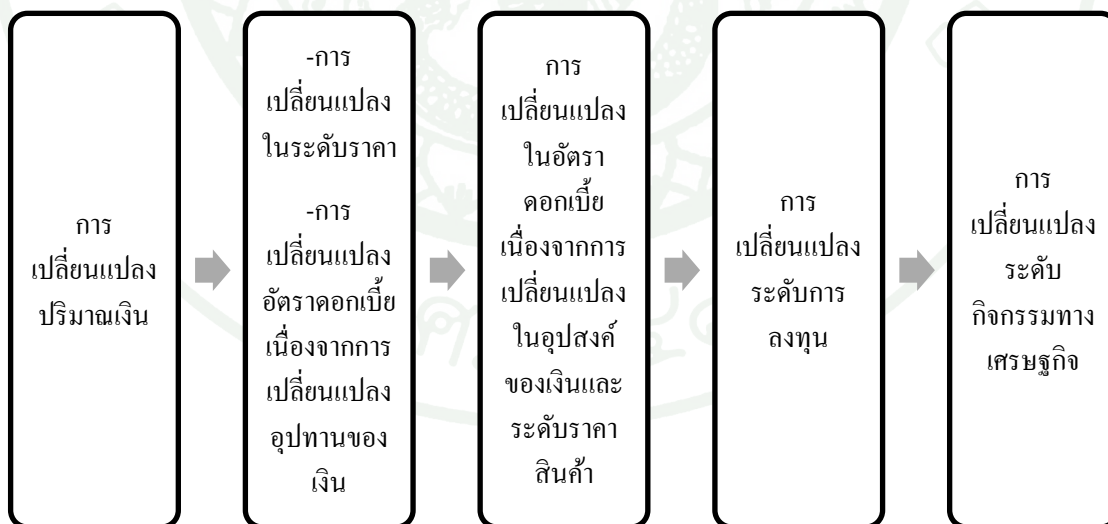 การ
เปลี่ยนแปลง
ปริมาณเงิน
-การ
เปลี่ยนแปลง
ในระดับราคา
-การ
เปลี่ยนแปลง
อัตราดอกเบี้ย
เนื่องจากการ
เปลี่ยนแปลง
อุปทานของ
เงิน
การ
เปลี่ยนแปลง
ในอัตรา
ดอกเบี้ย
เนื่องจากการ
เปลี่ยนแปลง
ในอุปสงค์
ของเงินและ
ระดับราคา
สินค้า
การ
เปลี่ยนแปลง
ระดับการ
ลงทุน
การ
เปลี่ยนแปลง
ระดับ
กิจกรรมทาง
เศรษฐกิจ